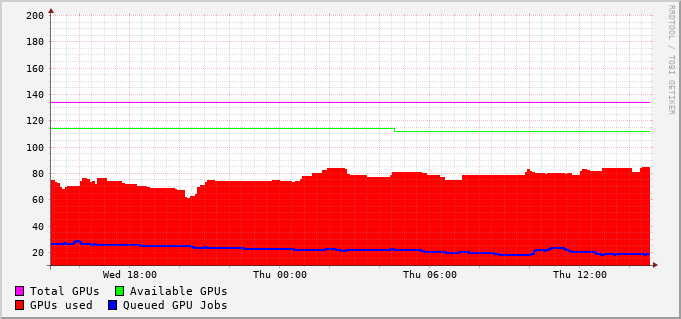 200
180
160
140
120
100
80
60
40
20
Wed 18:00 Thu 00:00 Thu 06:00 Thu 12:00
Total GPUs Available GPUs
GPUs used Queued GPU Jobs
RRDTOOL / TOBI OETIKER